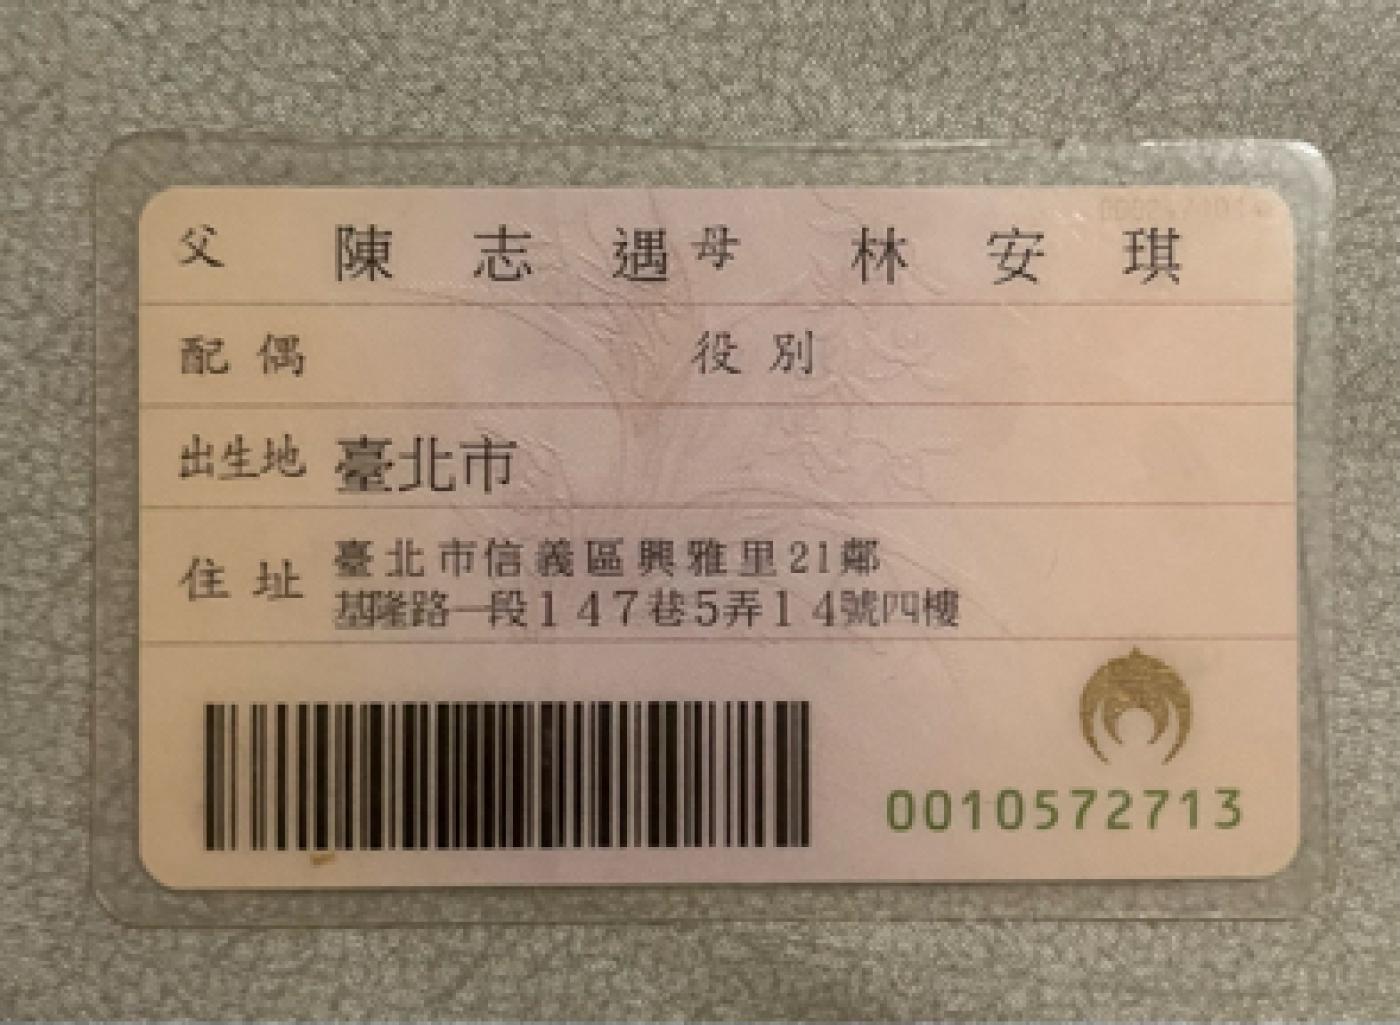 父 陳志遇 母 林安琪
配偶 役別
出生地 臺北市
住址 臺北市信義區興雅里21鄰
基隆路一段147巷5弄14號四樓
0010572713